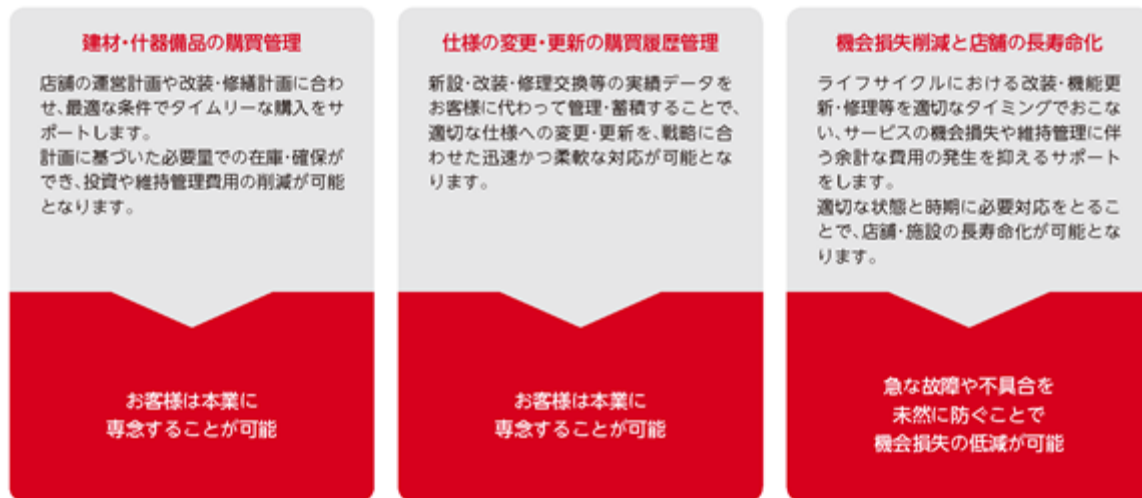 建材・什器備品の購買管理
店舗の運営計画や改装・修繕計画に合わ
せ、最適な条件でタイムリーな購入をサ
ポートします。
計画に基づいた必要量での在庫・確保が
でき、投資や維持管理費用の削減が可能
となります。
お客様は本業に
専念することが可能
仕様の変更・更新の購買履歴管理
新設・改装・修理交換等の実績データを
お客様に代わって管理・蓄積することで、
適切な仕様への変更・更新を、戦略に合
わせた迅速かつ柔軟な対応が可能とな
ります。
お客様は本業に
専念することが可能
機会損失削減と店舗の長寿命化
ライフサイクルにおける改装・機能更
新・修理等を適切なタイミングでおこな
い、サービスの機会損失や維持管理に伴
う余計な費用の発生を抑えるサポート
をします。
適切な状態と時期に必要対応をとるこ
とで、店舗・施設の長寿命化が可能とな
ります。
急な故障や不具合を
未然に防ぐことで
機会損失の低減が可能